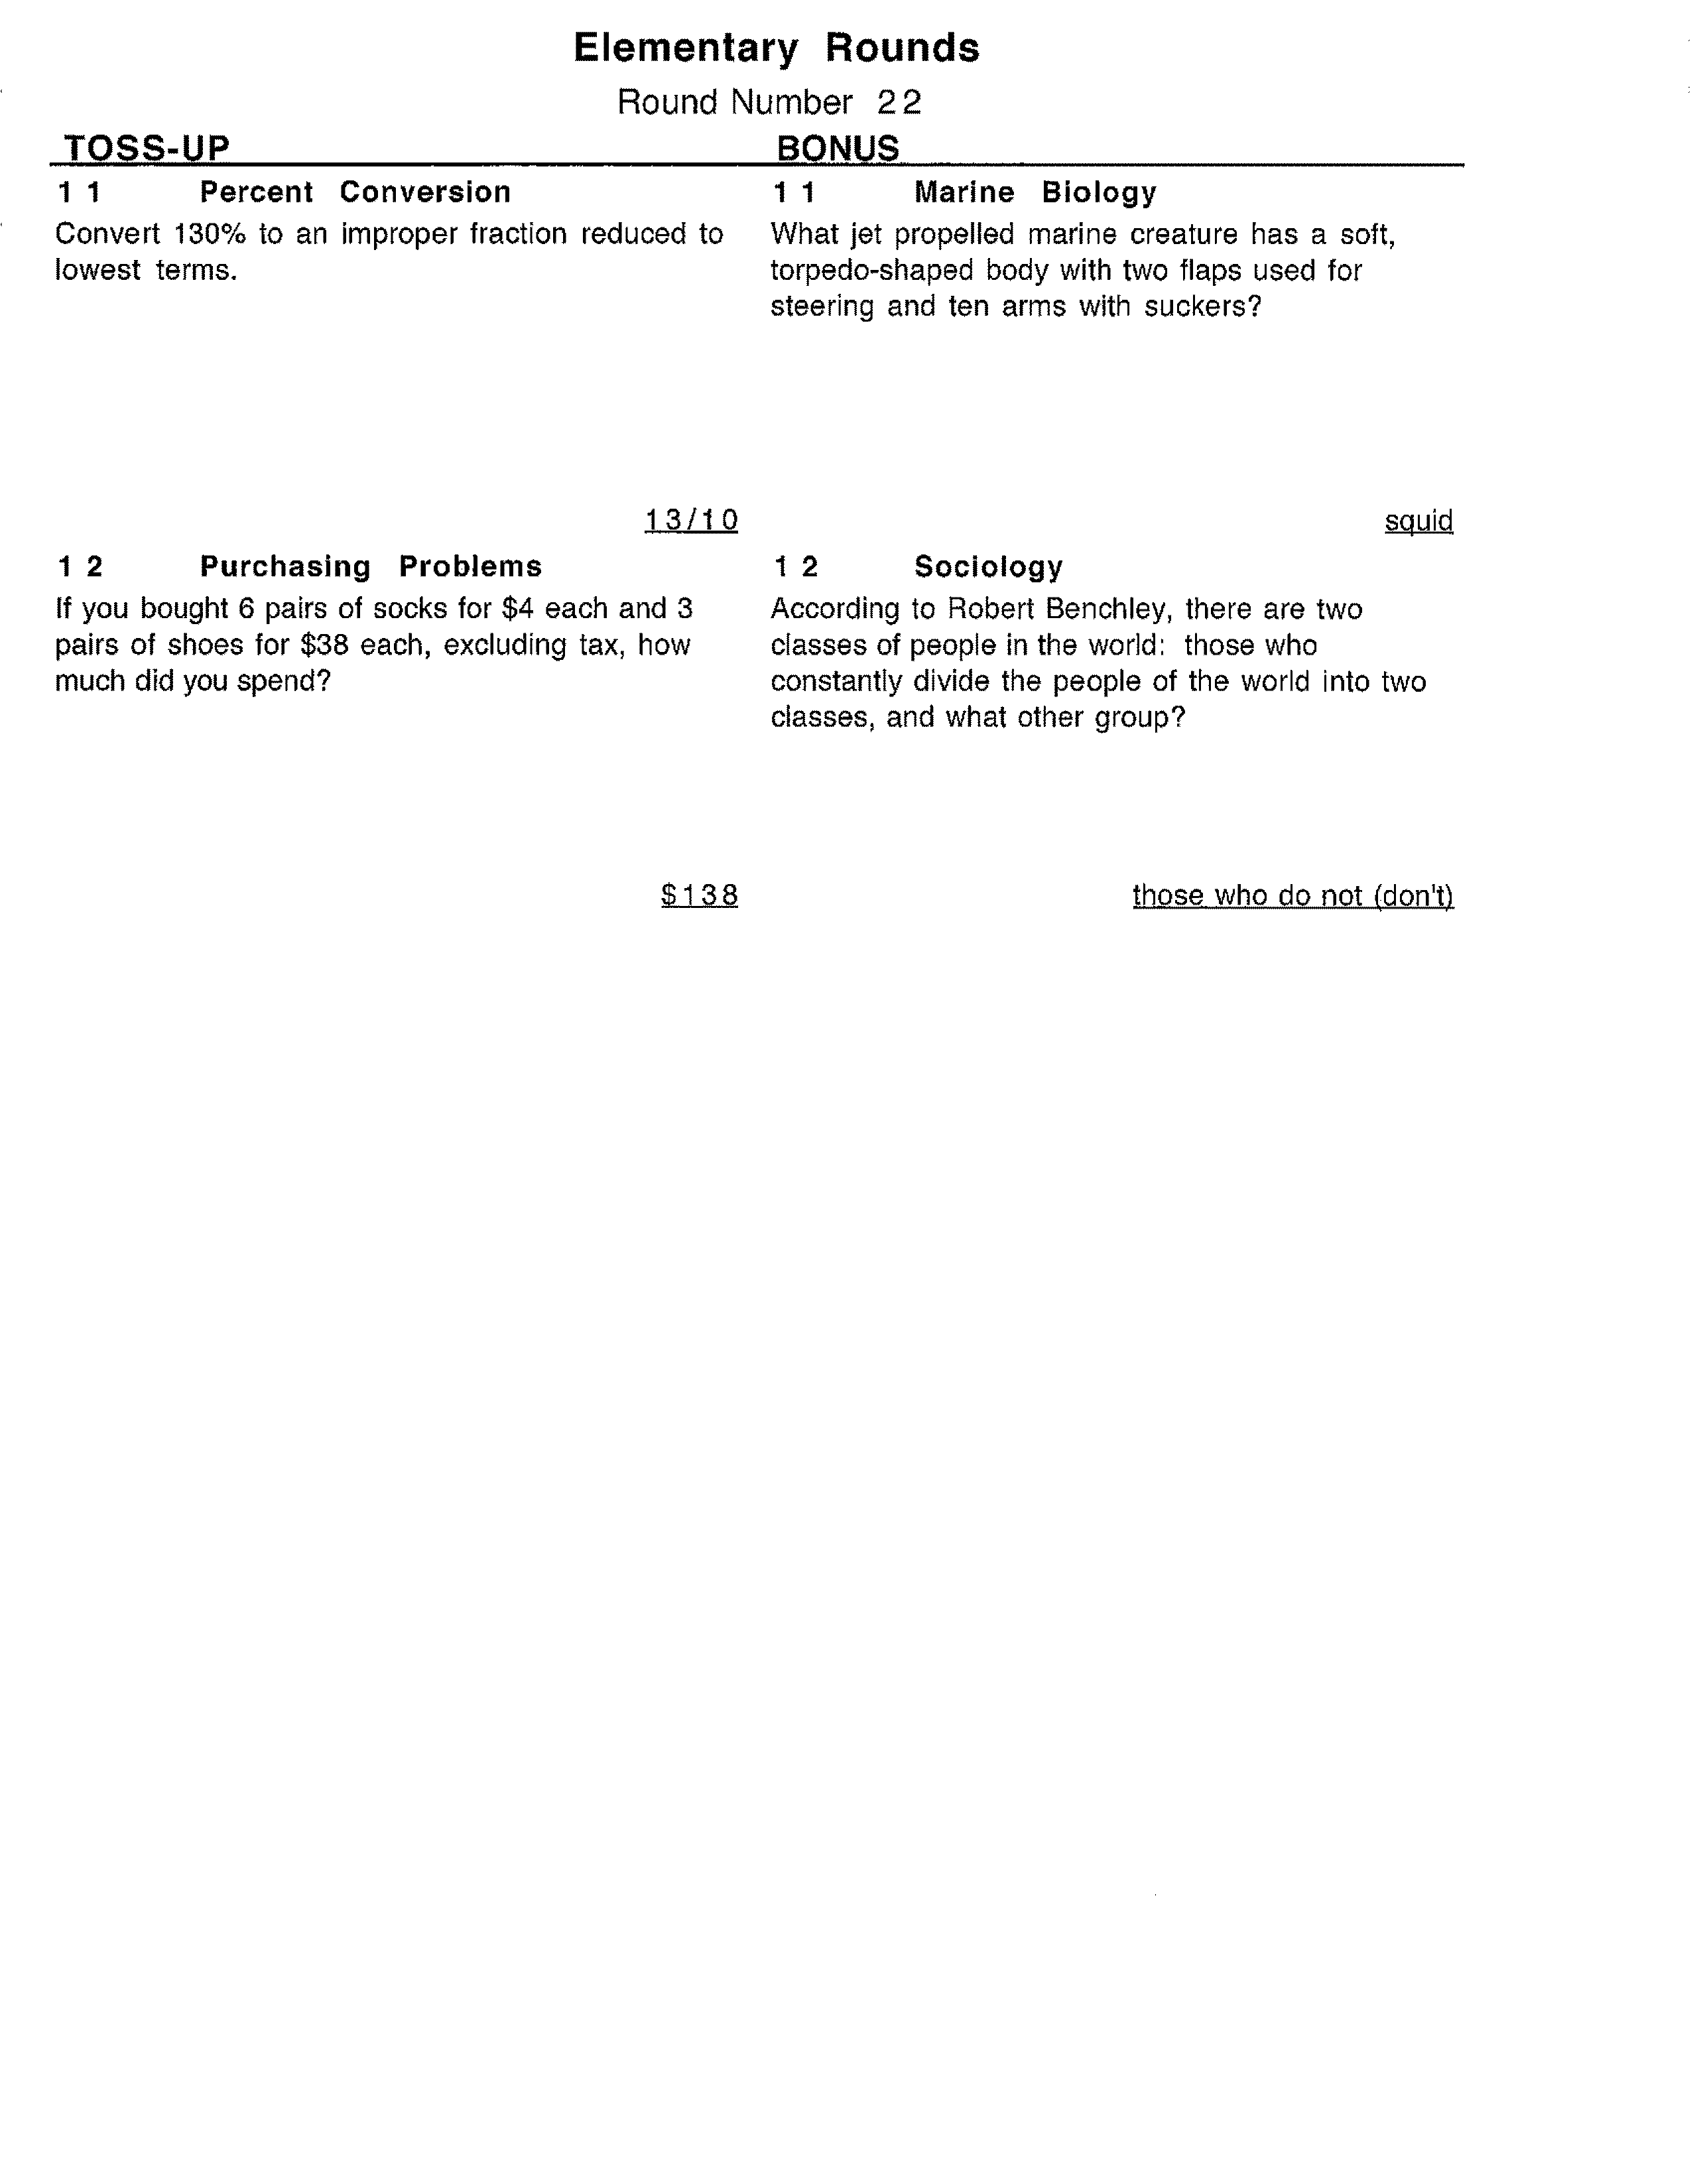 Elementary Rounds
Round Number 22
TOSS-UP
11 Percent Conversion
Convert 130% to an improper fraction reduced to
lowest terms.
13/10
12 Purchasing Problems
If you bought 6 pairs of socks for $4 each and 3
pairs of shoes for $38 each, excluding tax, how
much did you spend?
$138
BONUS
11 Marine Biology
What jet propelled marine creature has a soft,
torpedo-shaped body with two flaps used for
steering and ten arms with suckers?
squid
12 Sociology
According to Robert Benchley, there are two
classes of people in the world: those who
constantly divide the people of the world into two
classes, and what other group?
those who do not (don't)